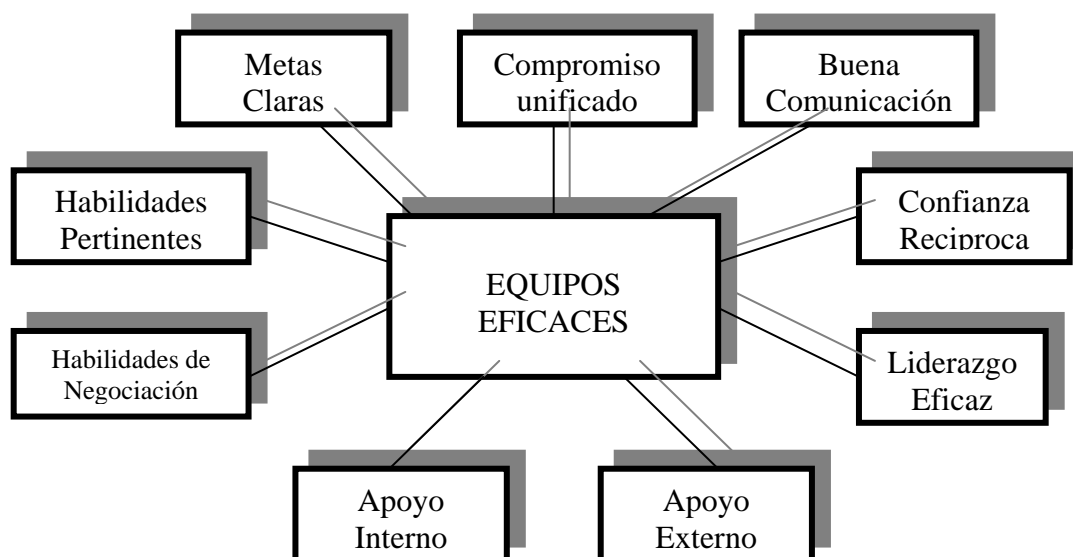 Metas
Claras
Compromiso
unificado
Buena
Comunicación
Habilidades
Pertinentes
Confianza
Reciproca
EQUIPOS
EFICACES
Habilidades de
Negociación
Liderazgo
Eficaz
Apoyo
Interno
Apoyo
Externo